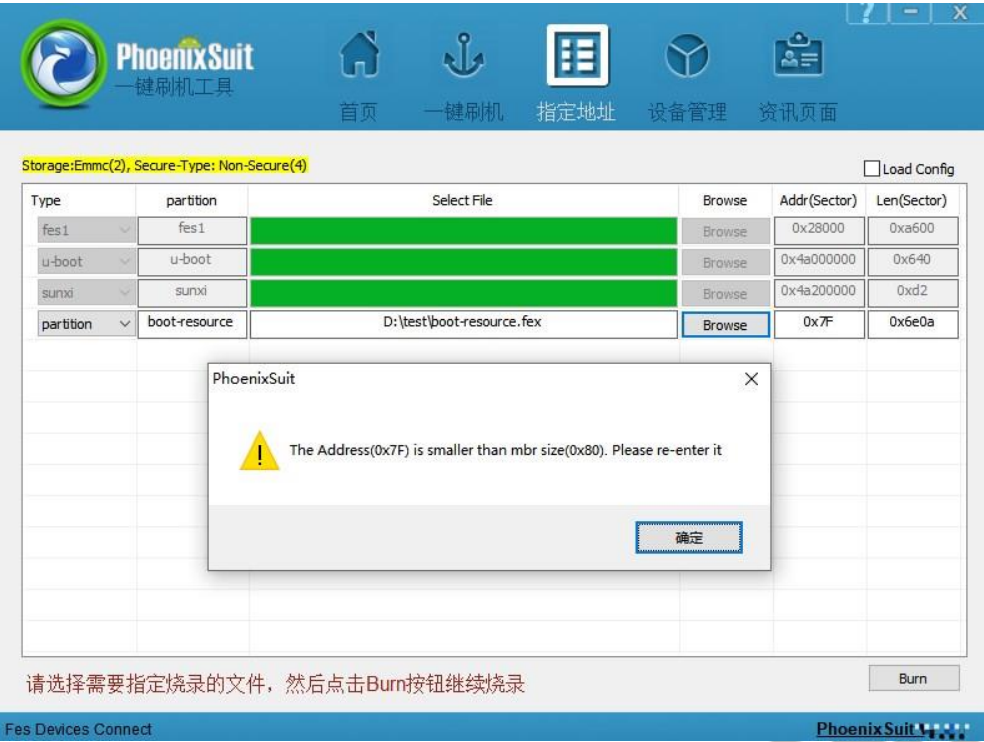 ? - x
PhoenixSuit
一键刷机工具
首页 一键刷机 指定地址 设备管理 资讯页面
Storage:Emmc(2), Secure-Type: Non-Secure(4)
Load Config
Type partition Select File Browse Addr(Sector) Len(Sector)
fes1 fes1 Browse 0x28000 0xa600
u-boot u-boot Browse 0x4a000000 0x640
sunxi sunxi Browse 0x4a200000 0xd2
partition boot-resource D:\test\boot-resource.fex Browse 0x7F 0x6e0a
PhoenixSuit
The Address(0x7F) is smaller than mbr size(0x80). Please re-enter it
确定
请选择需要指定烧录的文件，然后点击Burn按钮继续烧录
Burn
Fes Devices Connect
PhoenixSuit